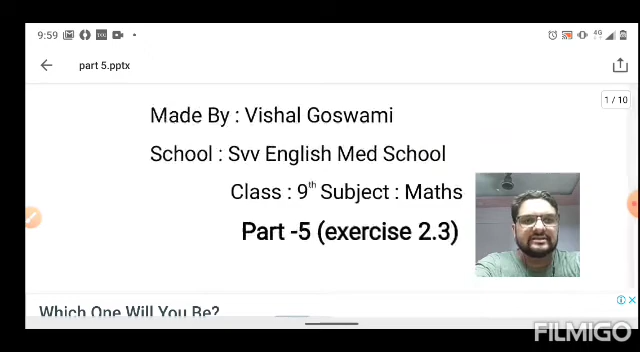 9:59
4G
part 5.pptx
1 / 10
Made By : Vishal Goswami
School : Svv English Med School
Class : 9th Subject : Maths
Part -5 (exercise 2.3)
Which One Will You Be?
FILMIGO